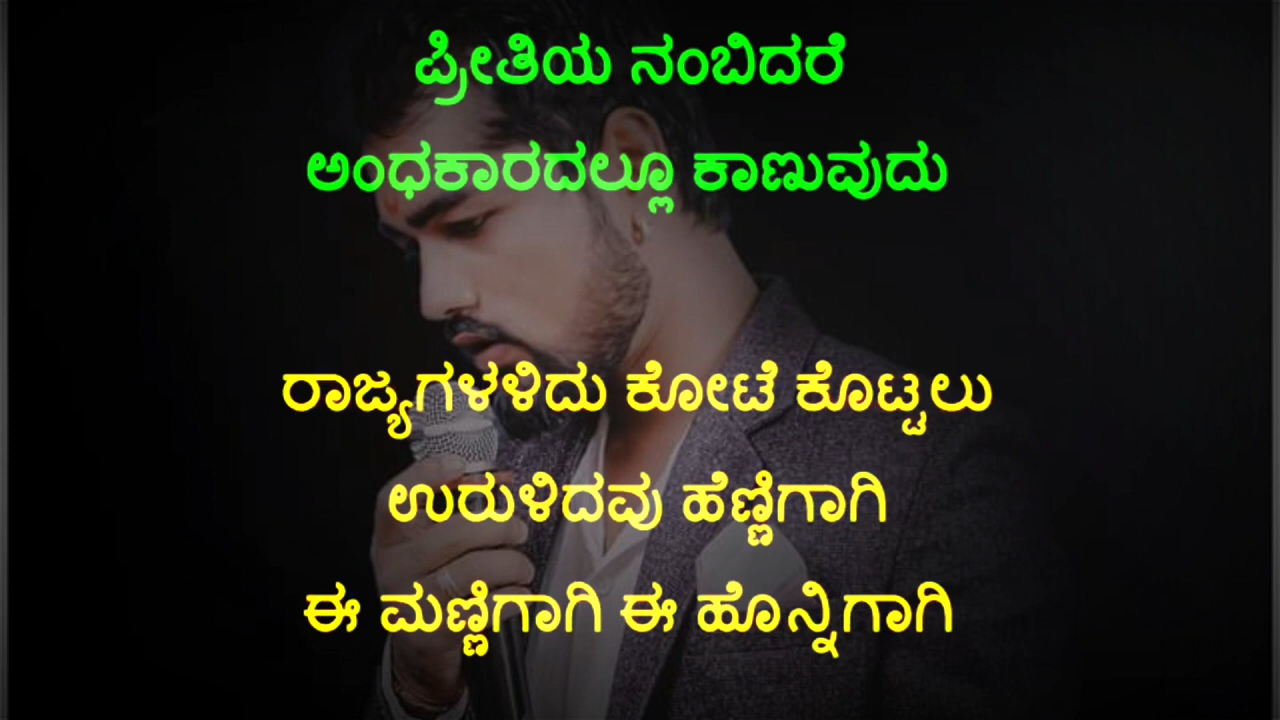 ಪ್ರೀತಿಯ ನಂಬಿದರೆ
ಅಂಧಕಾರದಲ್ಲೂ ಕಾಣುವುದು
ರಾಜ್ಯಗಳಳಿದು ಕೋಟೆ ಕೊಟ್ಟಲು
ಉರುಳಿದವು ಹೆಣ್ಣಿಗಾಗಿ
ಈ ಮಣ್ಣಿಗಾಗಿ ಈ ಹೊನ್ನಿಗಾಗಿ